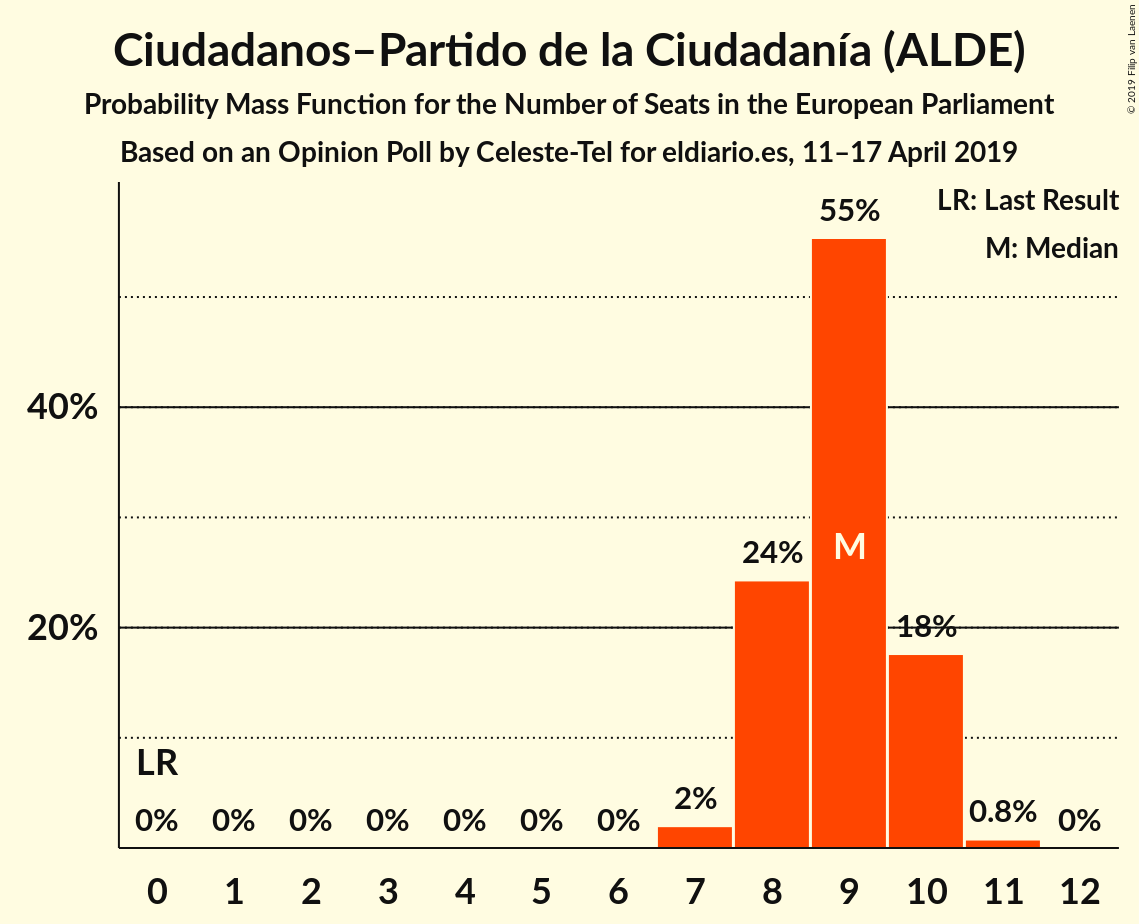 Ciudadanos–Partido de la Ciudadanía (ALDE)
Probability Mass Function for the Number of Seats in the European Parliament
Based on an Opinion Poll by Celeste-Tel for eldiario.es, 11–17 April 2019
© 2019 Filip van Laenen
LR: Last Result
M: Median
55%
40%
24%
M
20%
18%
LR
0% 0% 0% 0% 0% 0% 0% 2% 0.8% 0%
0 1 2 3 4 5 6 7 8 9 10 11 12